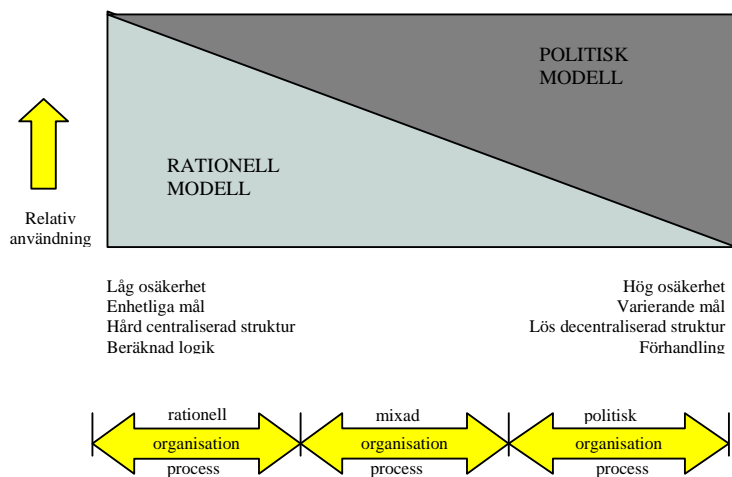 POLITISK
MODELL
RATIONELL
MODELL
Relativ
användning
Låg osäkerhet
Enhetliga mål
Hård centraliserad struktur
Beräknad logik
Hög osäkerhet
Varierande mål
Lös decentraliserad struktur
Förhandling
rationell
organisation
process
mixad
organisation
process
politisk
organisation
process